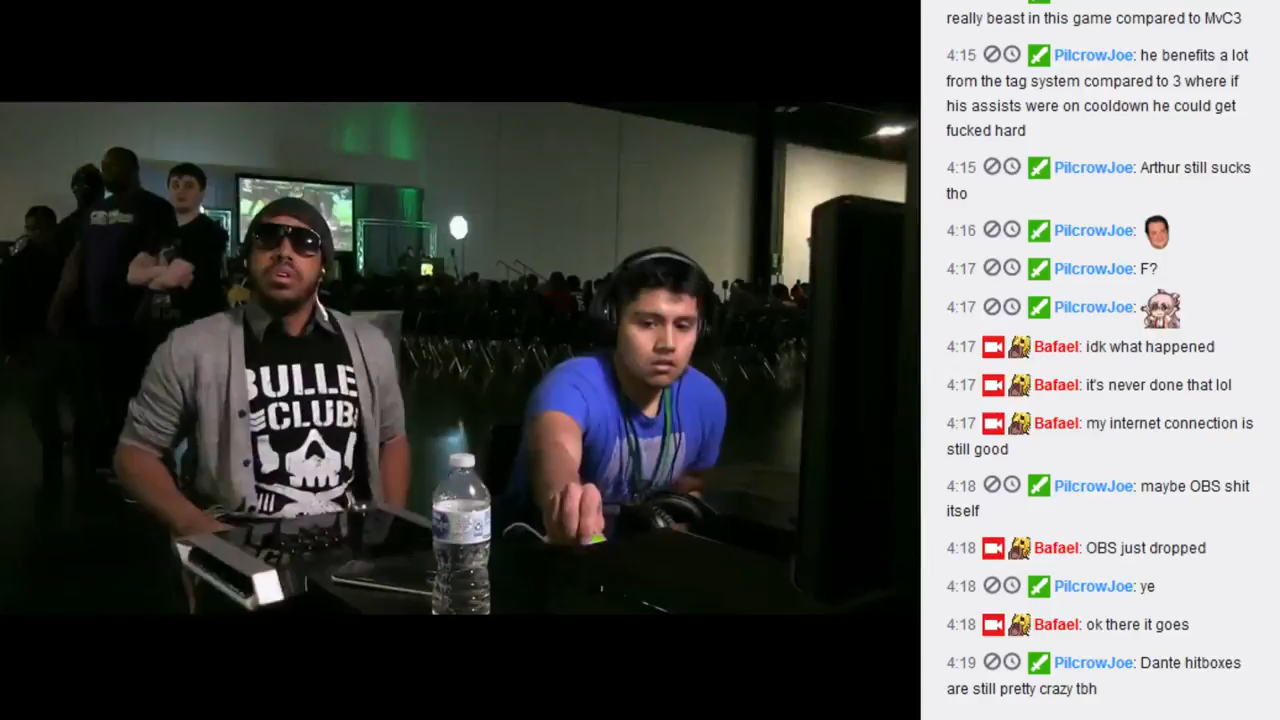 BULLE
CLUB
really beast in this game compared to MvC3
4:15 PilcrowJoe: he benefits a lot
from the tag system compared to 3 where if
his assists were on cooldown he could get
fucked hard
4:15 PilcrowJoe: Arthur still sucks
tho
4:16 PilcrowJoe:
4:17 PilcrowJoe: F?
4:17 PilcrowJoe:
4:17 Bafael: idk what happened
4:17 Bafael: it's never done that lol
4:17 Bafael: my internet connection is
still good
4:18 PilcrowJoe: maybe OBS shit
itself
4:18 Bafael: OBS just dropped
4:18 PilcrowJoe: ye
4:18 Bafael: ok there it goes
4:19 PilcrowJoe: Dante hitboxes
are still pretty crazy tbh